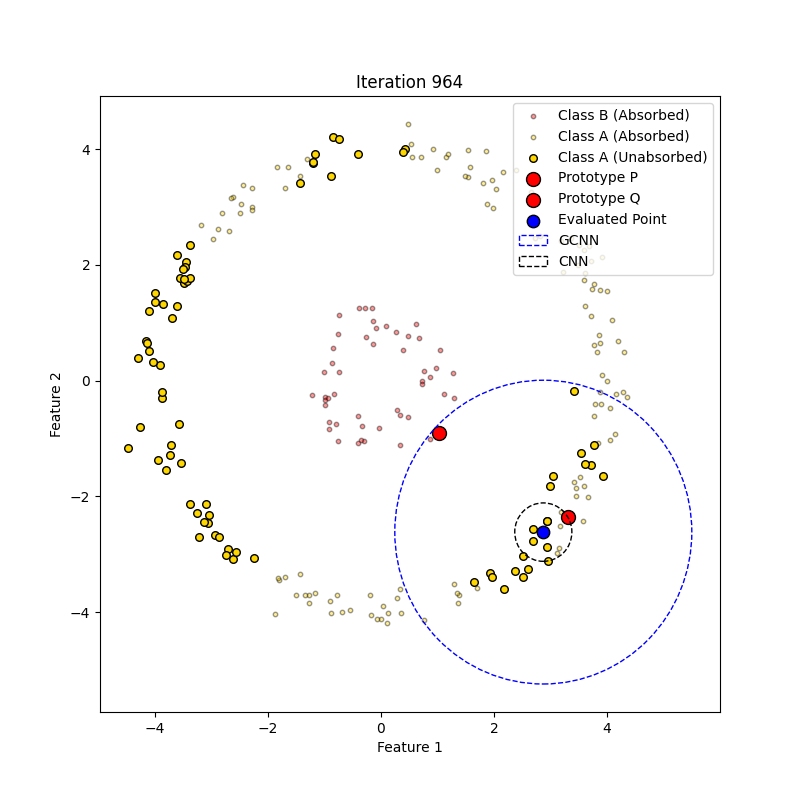 Iteration 964
Class B (Absorbed)
Class A (Absorbed)
Class A (Unabsorbed)
Prototype P
Prototype Q
Evaluated Point
GCNN
CNN
Feature 2
4
2
0
−2
−4
−4
−2
0
2
4
Feature 1